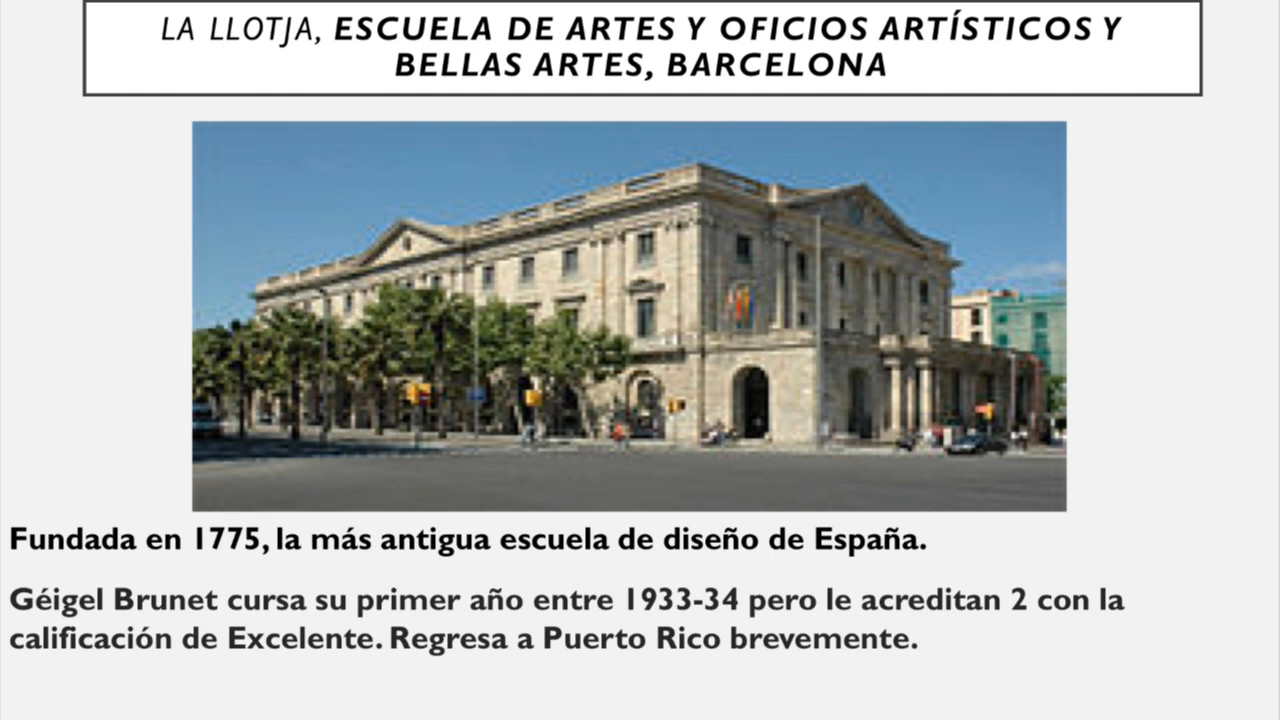 LA LLOTJA, ESCUELA DE ARTES Y OFICIOS ARTÍSTICOS Y
BELLAS ARTES, BARCELONA
Fundada en 1775, la más antigua escuela de diseño de España.
Géigel Brunet cursa su primer año entre 1933-34 pero le acreditan 2 con la
calificación de Excelente. Regresa a Puerto Rico brevemente.